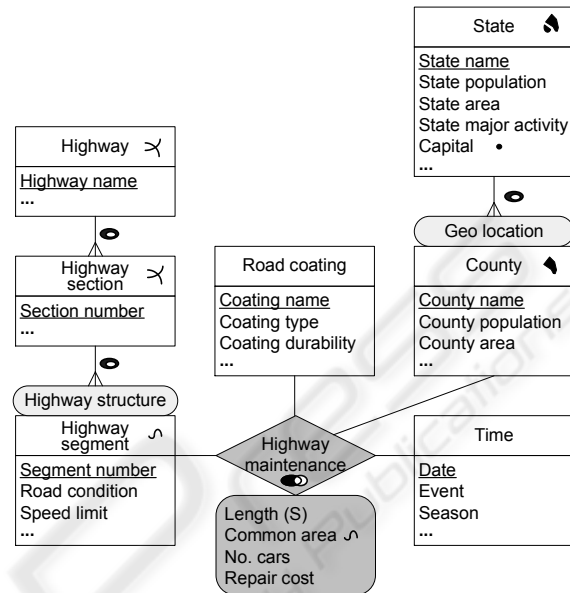 State
State name
State population
State area
State major activity
Capital
...
Highway
Highway name
...
Geo location
Highway
section
Section number
...
Road coating
Coating name
Coating type
Coating durability
...
County
County name
County population
County area
...
Highway structure
Highway
segment
Segment number
Road condition
Speed limit
...
Highway
maintenance
Time
Date
Event
Season
...
Length (S)
Common area
No. cars
Repair cost